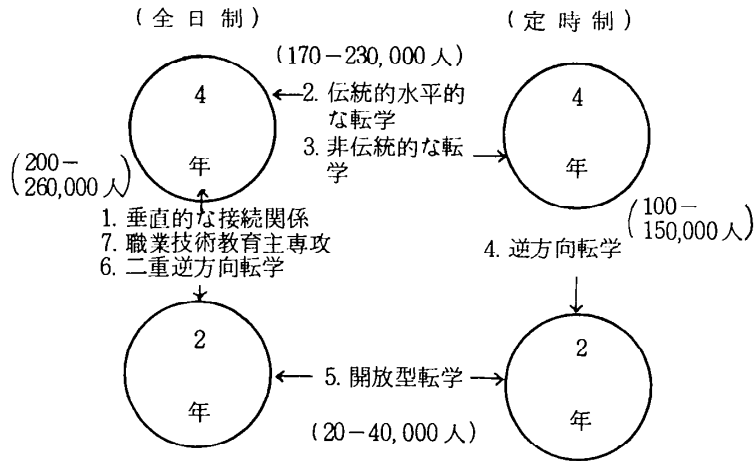 (全日制)
(定時制)
(170-230,000人)
4
年
2. 伝統的水平的
な転学
3. 非伝統的な転
学
4
年
(200-
260,000人)
1. 垂直的な接続関係
7. 職業技術教育主専攻
6. 二重逆方向転学
(100-
150,000人)
4. 逆方向転学
2
年
5. 開放型転学
2
年
(20-40,000人)